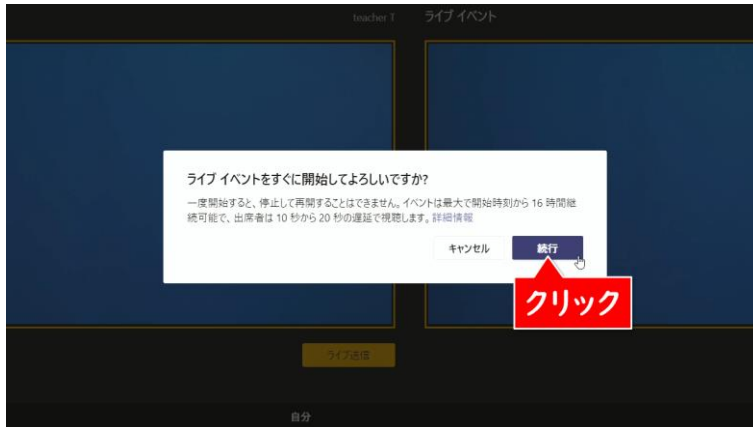 teacher T
ライブ イベント
ライブ イベントをすぐに開始してよろしいですか?
一度開始すると、停止して再開することはできません。イベントは最大で開始時刻から 16 時間継
続可能で、出席者は 10 秒から 20 秒の遅延で視聴します。詳細情報
キャンセル
続行
クリック
ライブ送信
自分